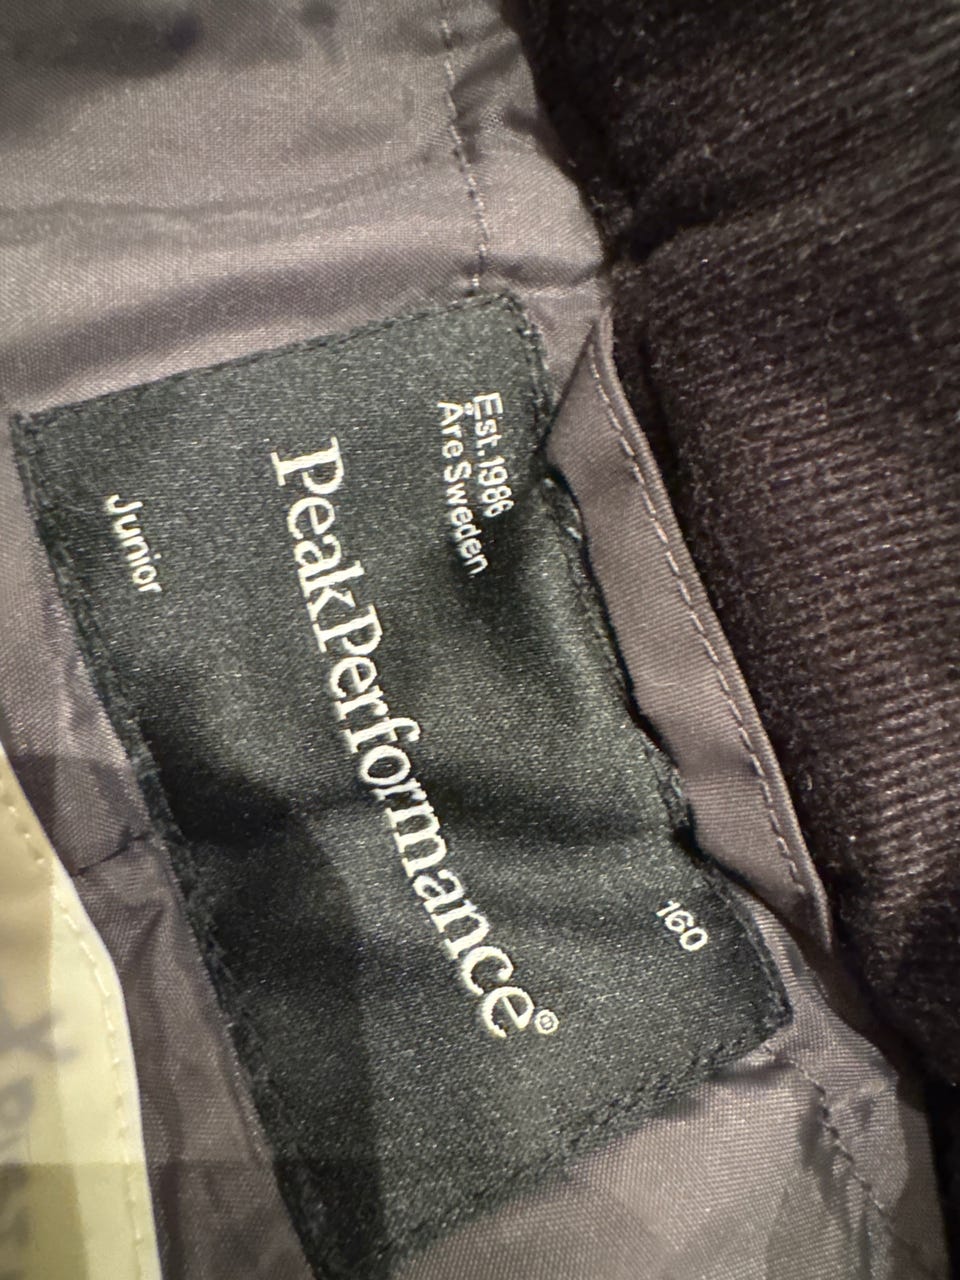 Est. 1986
Åre Sweden
160
PeakPerformance®
Junior